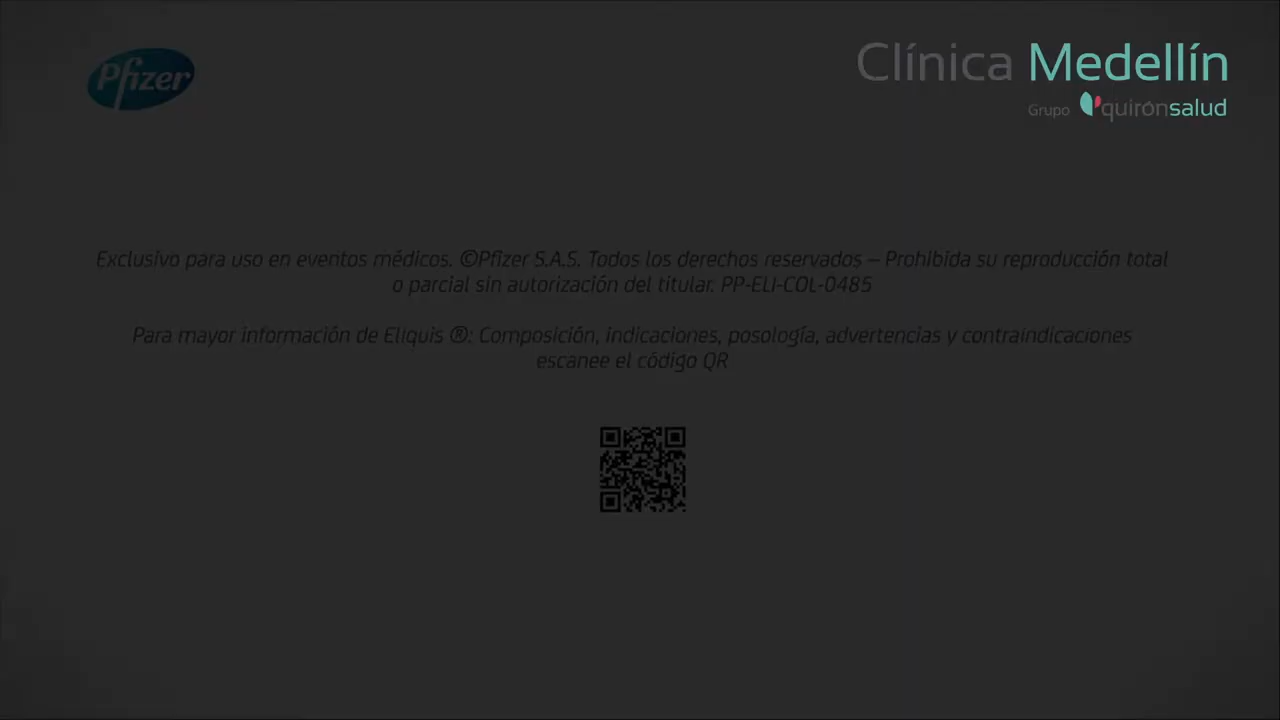 Pfizer
Clínica Medellín
Grupo quirónsalud
Exclusivo para uso en eventos médicos. ©Pfizer S.A.S. Todos los derechos reservados – Prohibida su reproducción total
o parcial sin autorización del titular. PP-ELI-COL-0485
Para mayor información de Eliquis ®: Composición, indicaciones, posología, advertencias y contraindicaciones
escanee el código QR